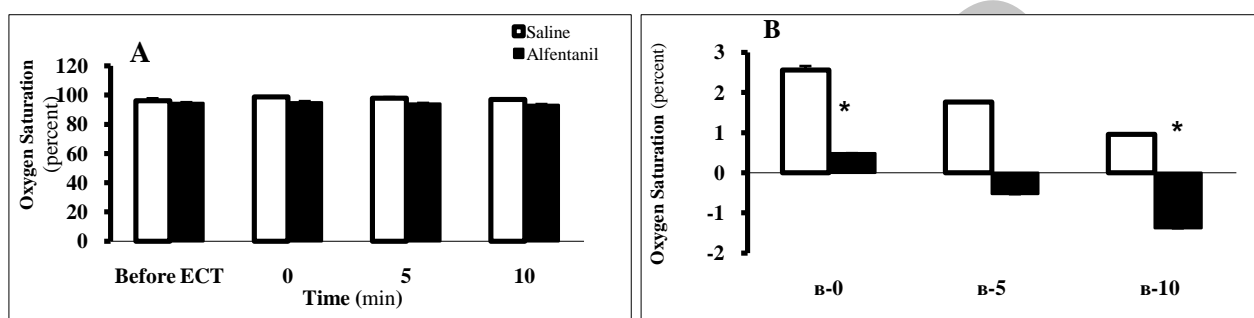 A
Saline
Alfentanil
Oxygen Saturation
(percent)
120
100
80
60
40
20
0
Before ECT 0 5 10
Time (min)
B
Oxygen Saturation (percent)
3
2
1
0
-1
-2
*
*
B-0 B-5 B-10